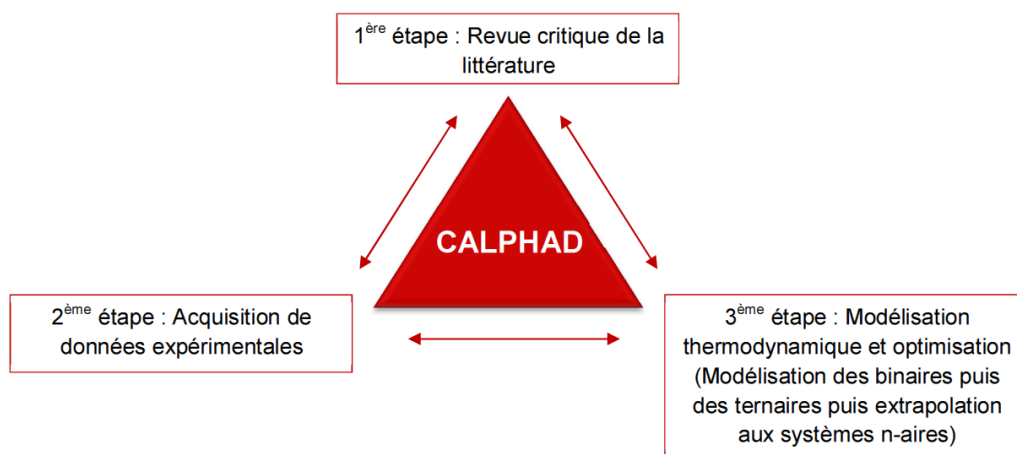 1ère étape : Revue critique de la
littérature
CALPHAD
2ème étape : Acquisition de
données expérimentales
3ème étape : Modélisation
thermodynamique et optimisation
(Modélisation des binaires puis
des ternaires puis extrapolation
aux systèmes n-aires)